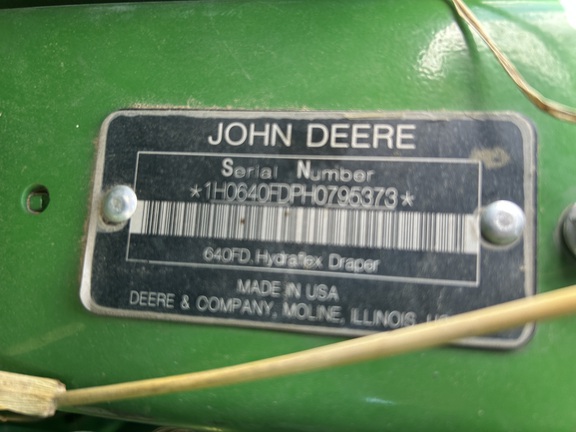 JOHN DEERE
Serial Number
*1H0640FDPH0795373*
640FD, Hydraflex Draper
MADE IN USA
DEERE & COMPANY, MOLINE, ILLINOIS,